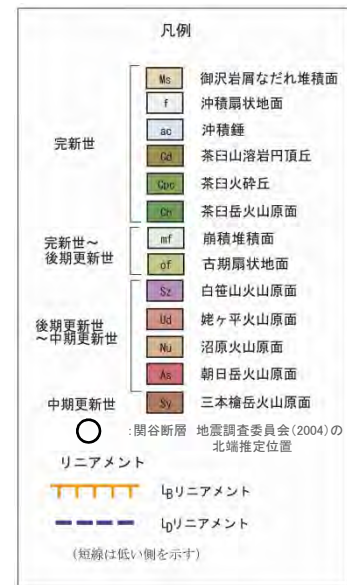 凡例
完新世
Ms 御沢岩屑なだれ堆積面
f 沖積扇状地面
ac 沖積錘
Cd 茶臼山溶岩円頂丘
Cpc 茶臼火砕丘
Ch 茶臼岳火山原面
完新世~
後期更新世
mf 崩積堆積面
of 古期扇状地面
後期更新世
~中期更新世
Sz 白笹山火山原面
Ud 姥ヶ平火山原面
Nu 沼原火山原面
As 朝日岳火山原面
中期更新世
Sy 三本槍岳火山原面
:関谷断層 地震調査委員会(2004)の
北端推定位置
リニアメント
LBリニアメント
LDリニアメント
(短線は低い側を示す)